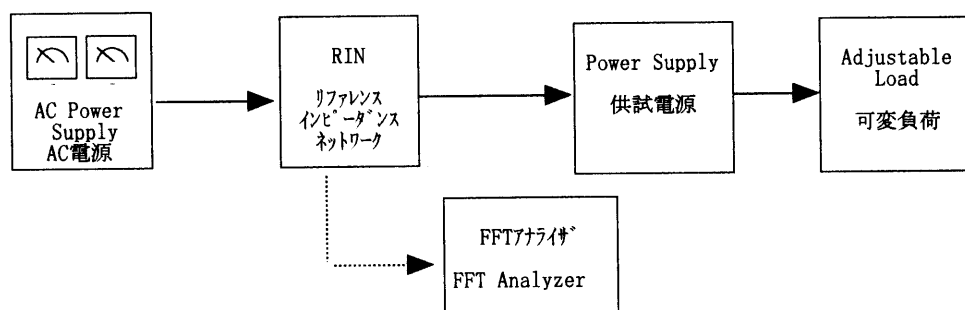 AC Power
Supply
AC電源
RIN
リファレンス
インピーダンス
ネットワーク
Power Supply
供試電源
Adjustable
Load
可変負荷
FFTアナライザ
FFT Analyzer